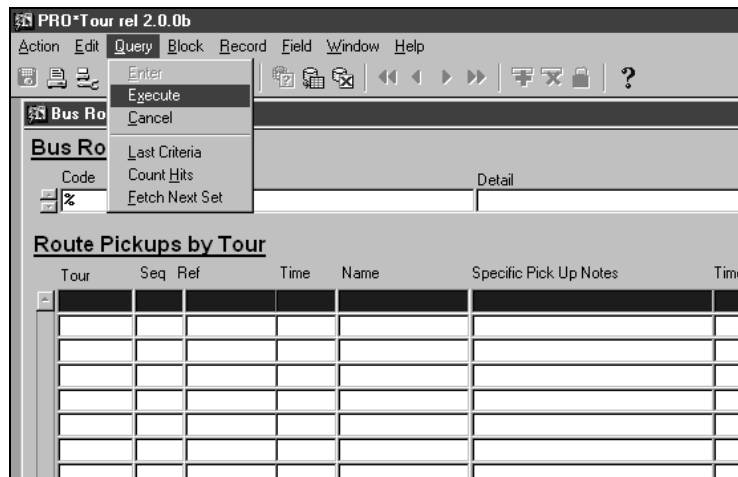 PRO*Tour rel 2.0.0b
Action Edit Query Block Record Field Window Help
?
Enter
Execute
Cancel
Last Criteria
Count Hits
Fetch Next Set
Bus Ro
Bus Ro
Code Detail
%
Route Pickups by Tour
Tour Seq Ref Time Name Specific Pick Up Notes Time